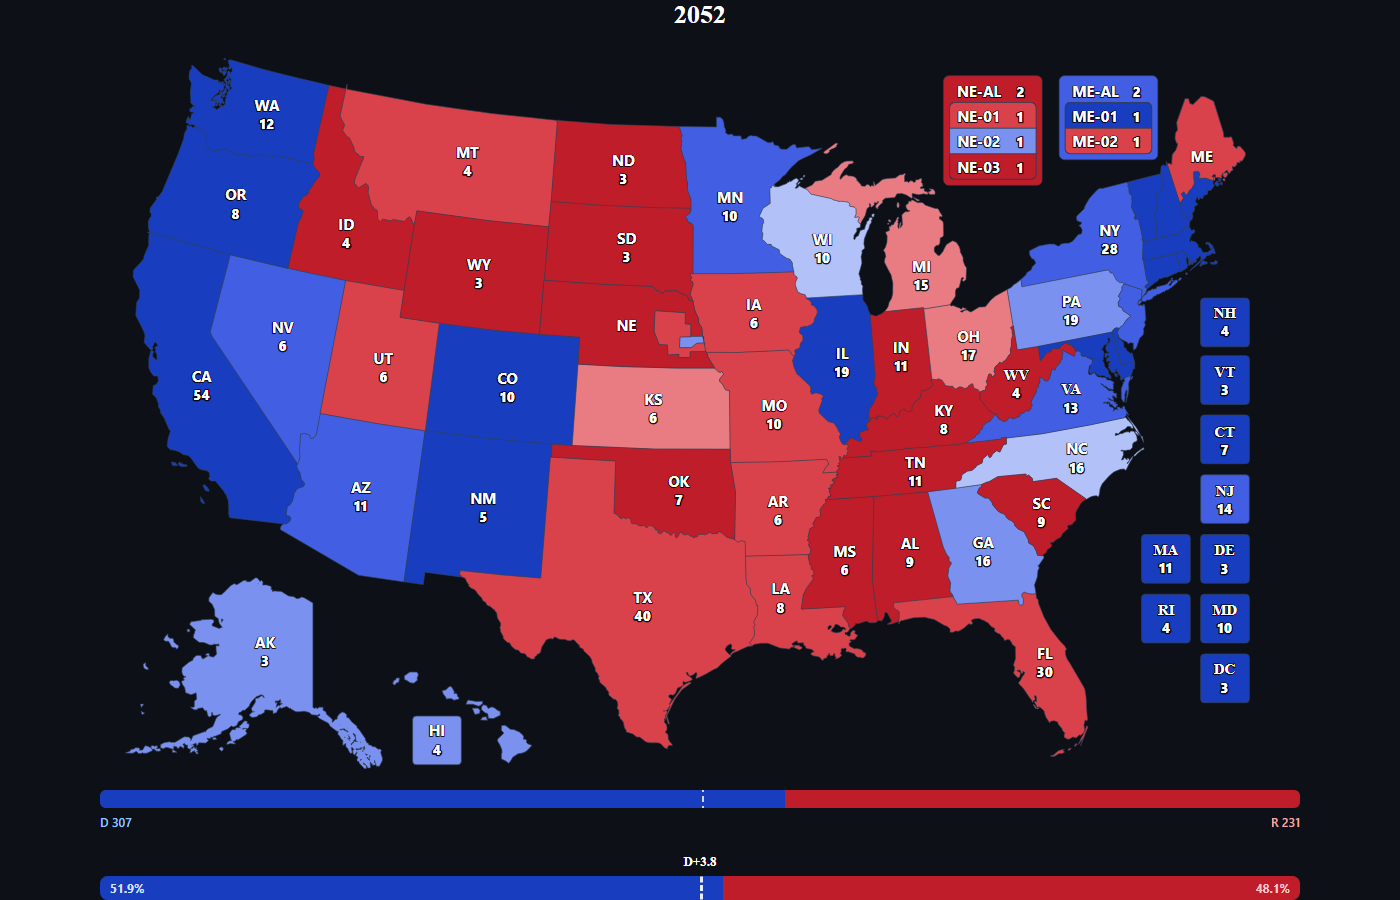 2052
WA
12
OR
8
CA
54
NV
6
ID
4
MT
4
WY
3
UT
6
AZ
11
CO
10
NM
5
ND
3
SD
3
NE
KS
6
OK
7
TX
40
MN
10
IA
6
MO
10
AR
6
LA
8
WI
10
IL
19
MI
15
IN
11
OH
17
KY
8
TN
11
MS
6
AL
9
GA
16
FL
30
SC
9
NC
16
VA
13
WV
4
PA
19
NY
28
ME
NE-AL 2
NE-01 1
NE-02 1
NE-03 1
ME-AL 2
ME-01 1
ME-02 1
NH
4
VT
3
CT
7
NJ
14
MA
11
DE
3
RI
4
MD
10
DC
3
AK
3
HI
4
D 307
R 231
D+3.8
51.9%
48.1%